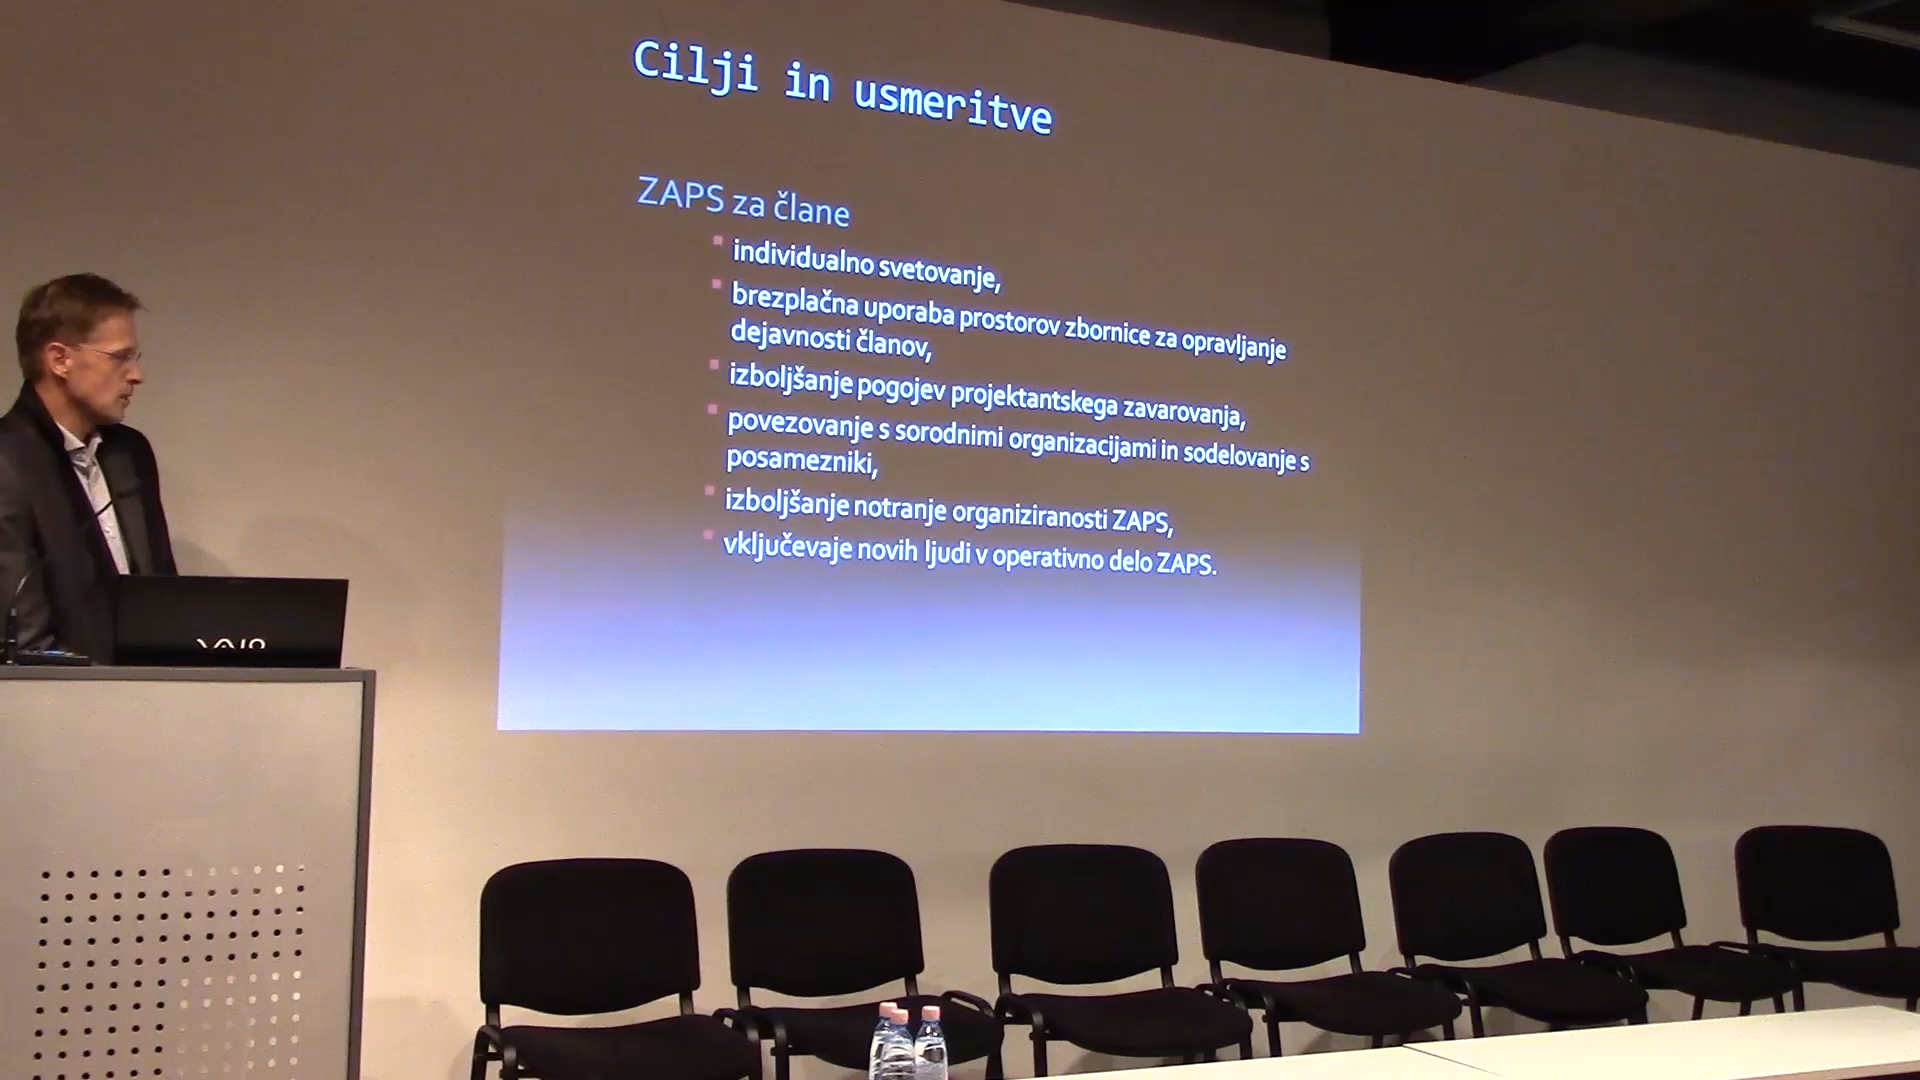 Cilji in usmeritve
ZAPS za člane
individualno svetovanje,
brezplačna uporaba prostorov zbornice za opravljanje
dejavnosti članov,
izboljšanje pogojev projektantskega zavarovanja,
povezovanje s sorodnimi organizacijami in sodelovanje s
posamezniki,
izboljšanje notranje organiziranosti ZAPS,
vključevaje novih ljudi v operativno delo ZAPS.
VAIO